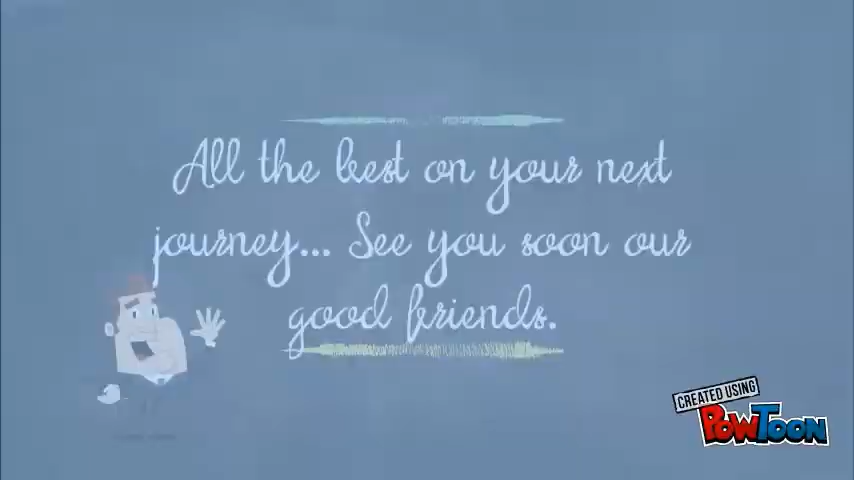 All the best on your next
journey... See you soon our
good friends.
CREATED USING
POWTOON